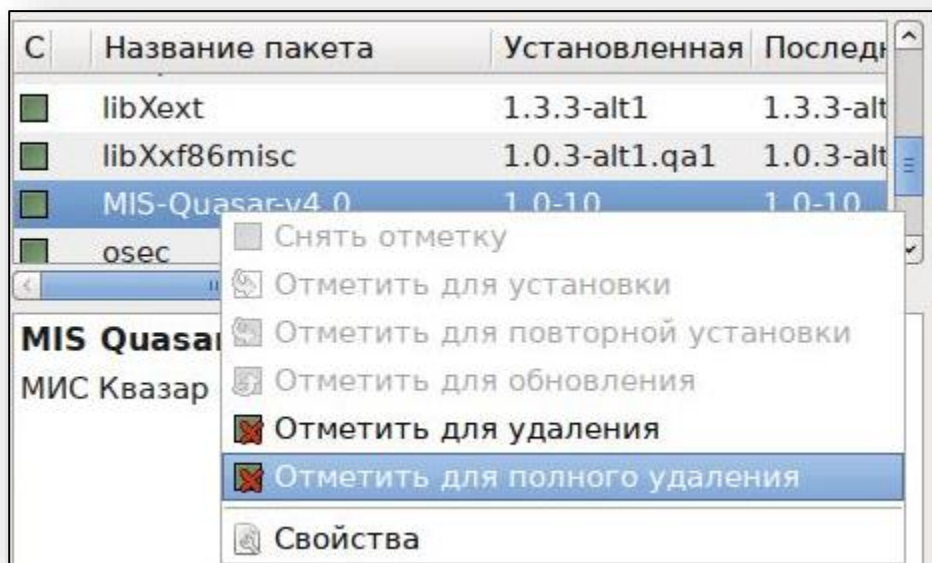 С Название пакета Установленная Последн
libXext 1.3.3-alt1 1.3.3-alt
libXxf86misc 1.0.3-alt1.qa1 1.0.3-alt
MIS-Quasar-v4.0 1.0-10 1.0-10
osec
Снять отметку
Отметить для установки
Отметить для повторной установки
Отметить для обновления
Отметить для удаления
Отметить для полного удаления
Свойства
MIS Quasar
МИС Квазар